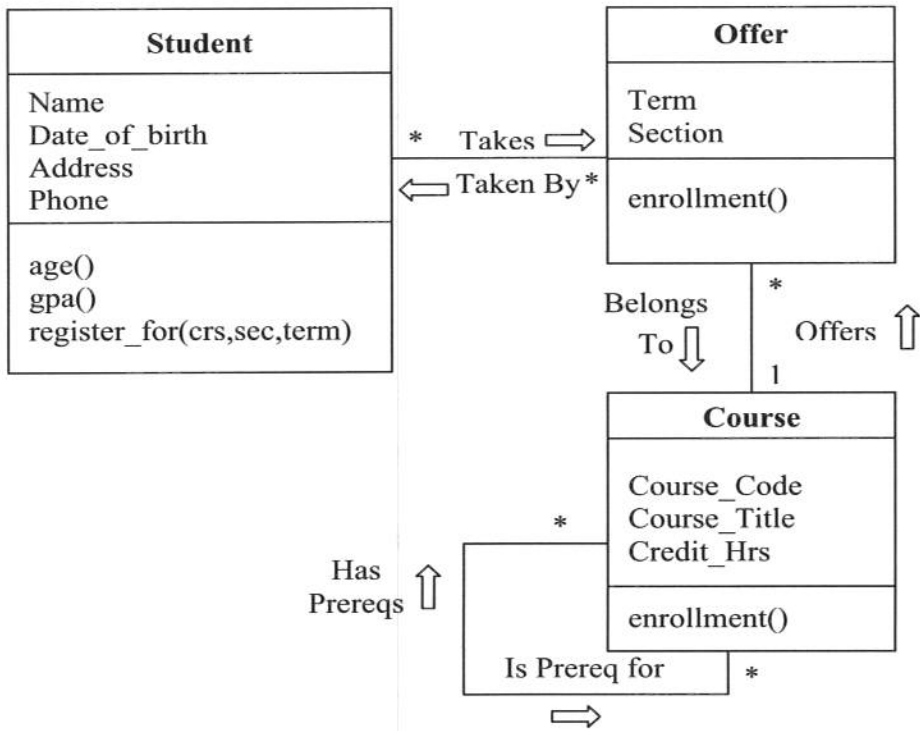 Student
Name
Date_of_birth
Address
Phone
age()
gpa()
register_for(crs,sec,term)
* Takes
Taken By *
Offer
Term
Section
enrollment()
*
Belongs
To
Offers
1
Course
Course_Code
Course_Title
Credit_Hrs
enrollment()
*
Has
Prereqs
Is Prereq for
*